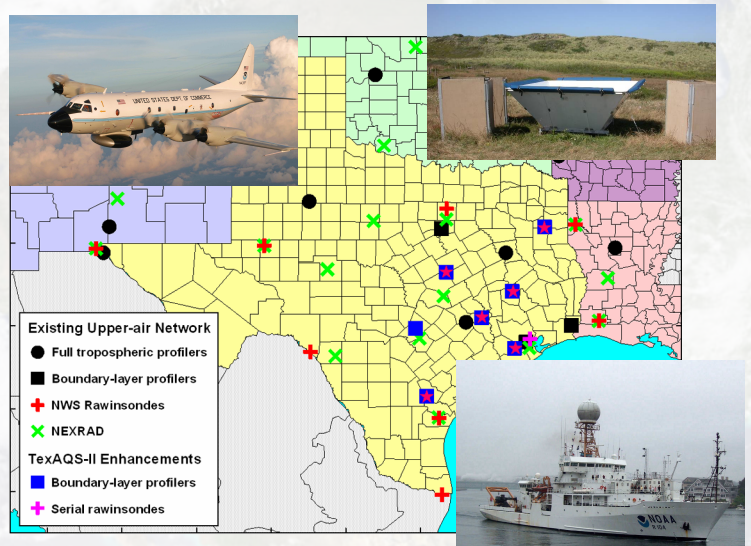 UNITED STATES DEPT OF COMMERCE
Existing Upper-air Network
Full tropospheric profilers
Boundary-layer profilers
NWS Rawinsondes
NEXRAD
TexAQS-II Enhancements
Boundary-layer profilers
Serial rawinsondes
NOAA
R 104